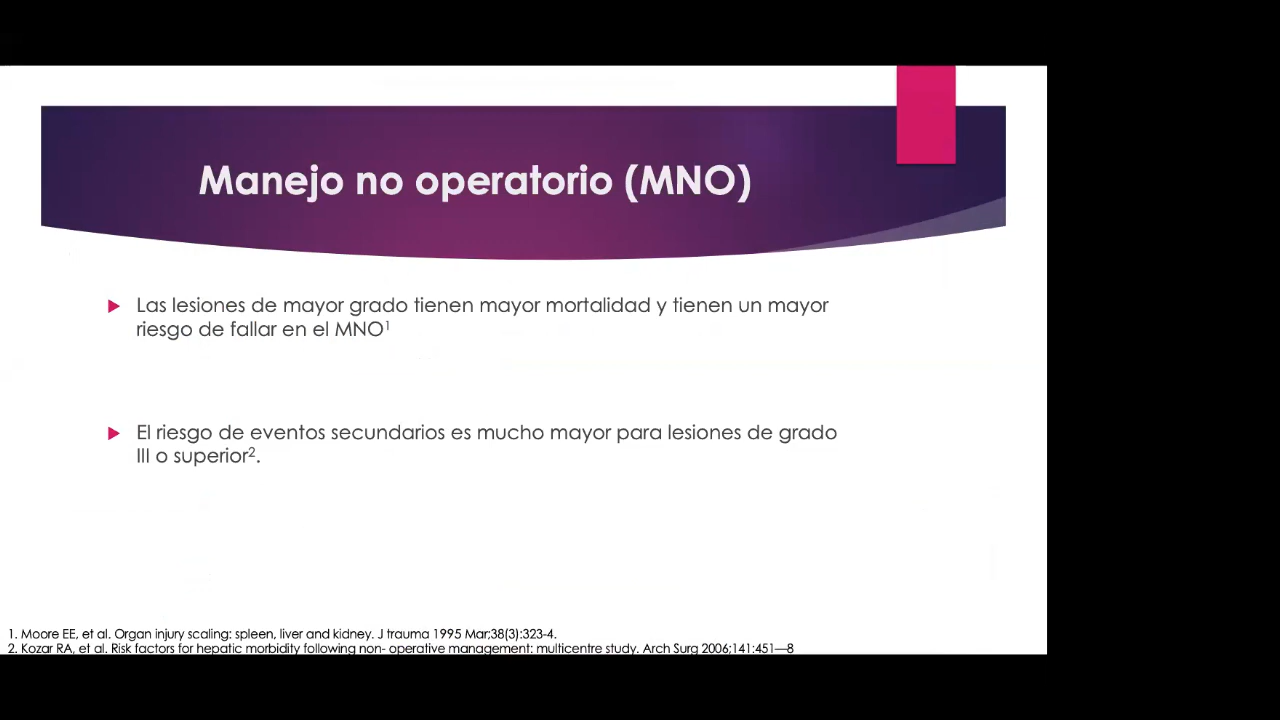 Manejo no operatorio (MNO)
Las lesiones de mayor grado tienen mayor mortalidad y tienen un mayor
riesgo de fallar en el MNO¹
El riesgo de eventos secundarios es mucho mayor para lesiones de grado
III o superior².
1. Moore EE, et al. Organ injury scaling: spleen, liver and kidney. J trauma 1995 Mar;38(3):323-4.
2. Kozar RA, et al. Risk factors for hepatic morbidity following non- operative management: multicentre study. Arch Surg 2006;141:451—8